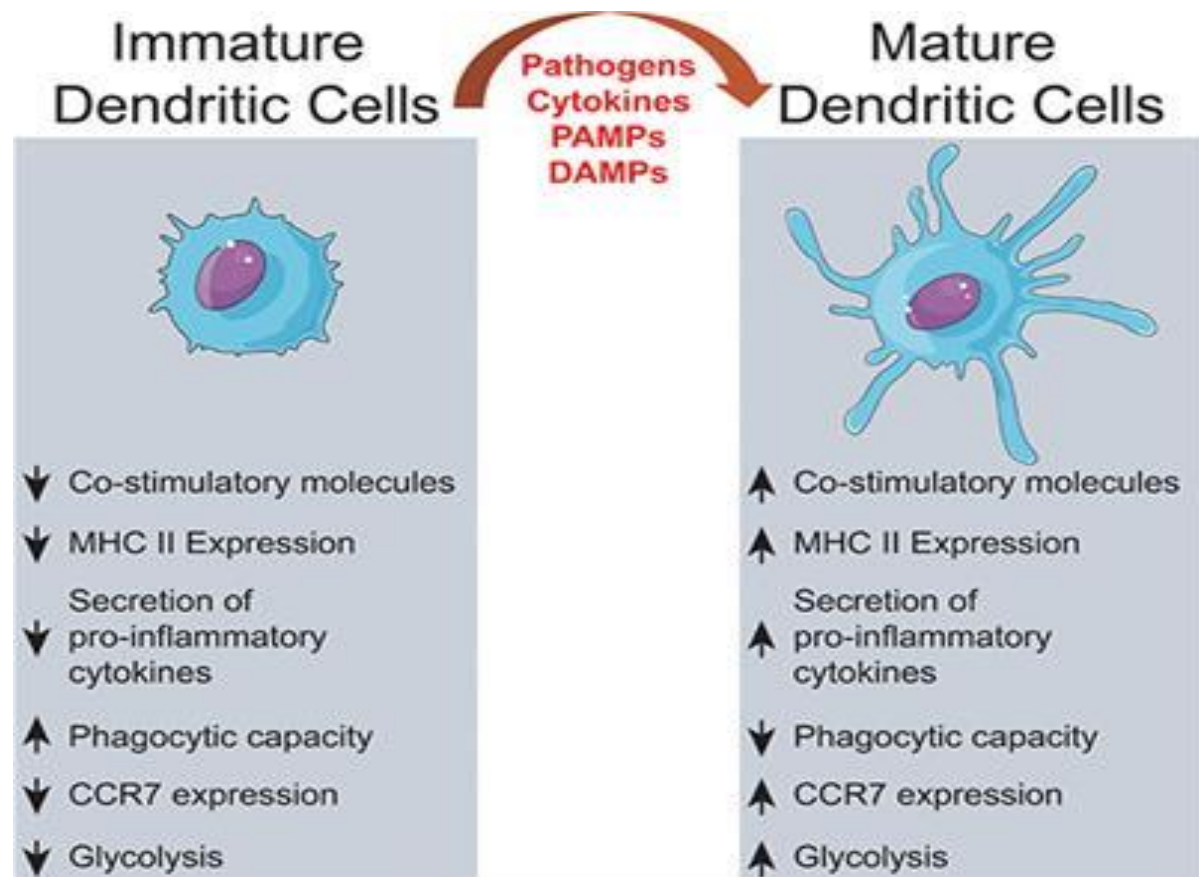 Immature
Dendritic Cells
Pathogens
Cytokines
PAMPs
DAMPs
Mature
Dendritic Cells
Co-stimulatory molecules
MHC II Expression
Secretion of
pro-inflammatory
cytokines
Phagocytic capacity
CCR7 expression
Glycolysis
Co-stimulatory molecules
MHC II Expression
Secretion of
pro-inflammatory
cytokines
Phagocytic capacity
CCR7 expression
Glycolysis